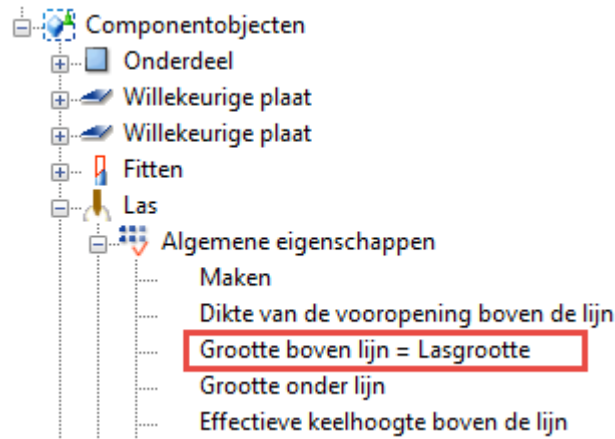 Componentobjecten
Onderdeel
Willekeurige plaat
Willekeurige plaat
Fitten
Las
Algemene eigenschappen
Maken
Dikte van de vooropening boven de lijn
Grootte boven lijn = Lasgrootte
Grootte onder lijn
Effectieve keelhoogte boven de lijn